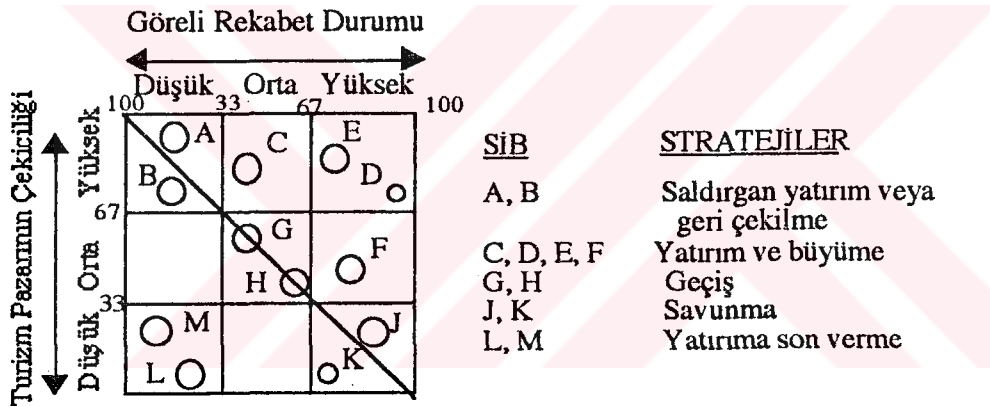 Göreli Rekabet Durumu
Düşük Orta Yüksek
100 33 67 100
Turizm Pazarının Çekiciliği
Yüksek
Orta
Düşük
67
33
A
B
C
E
D
G
H
F
M
L
J
K
SİB STRATEJİLER
A, B Saldırgan yatırım veya
geri çekilme
C, D, E, F Yatırım ve büyüme
G, H Geçiş
J, K Savunma
L, M Yatırıma son verme